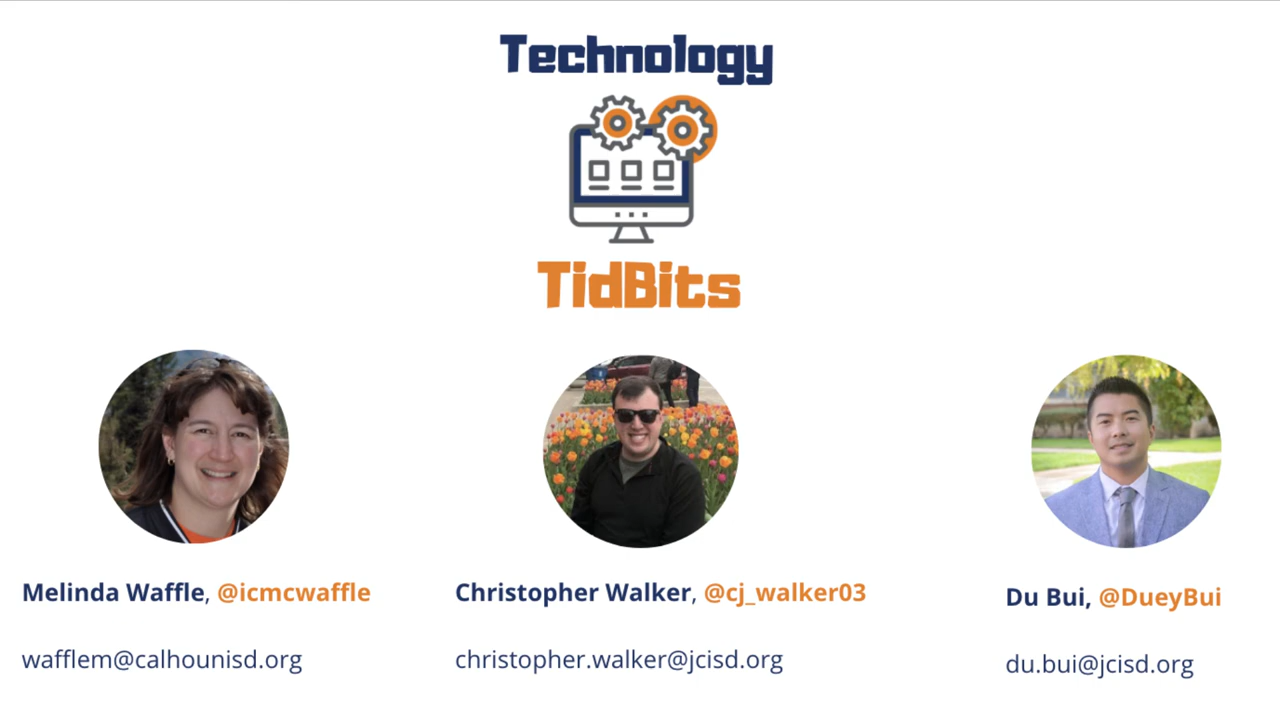 Technology
TidBits
Melinda Waffle, @icmcwaffle
wafflem@calhounisd.org
Christopher Walker, @cj_walker03
christopher.walker@jcisd.org
Du Bui, @DueyBui
du.bui@jcisd.org